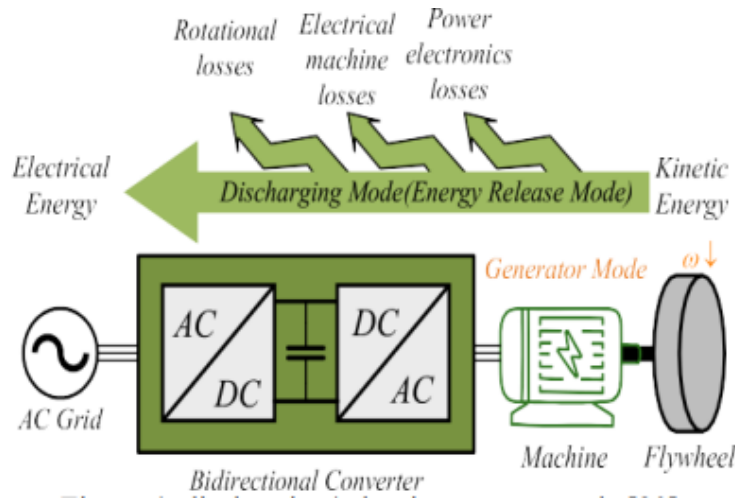 Rotational
losses
Electrical
machine
losses
Power
electronics
losses
Electrical
Energy
Discharging Mode(Energy Release Mode)
Kinetic
Energy
Generator Mode
ω↓
AC
DC
DC
AC
AC Grid
Machine
Flywheel
Bidirectional Converter